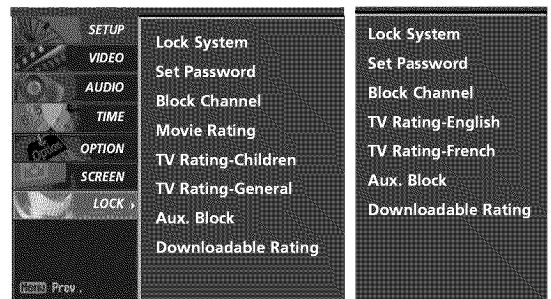 SETUP
VIDEO
AUDIO
TIME
OPTION
SCREEN
LOCK
Menu Prev.
Lock System
Set Password
Block Channel
Movie Rating
TV Rating-Children
TV Rating-General
Aux. Block
Downloadable Rating
Lock System
Set Password
Block Channel
TV Rating-English
TV Rating-French
Aux. Block
Downloadable Rating